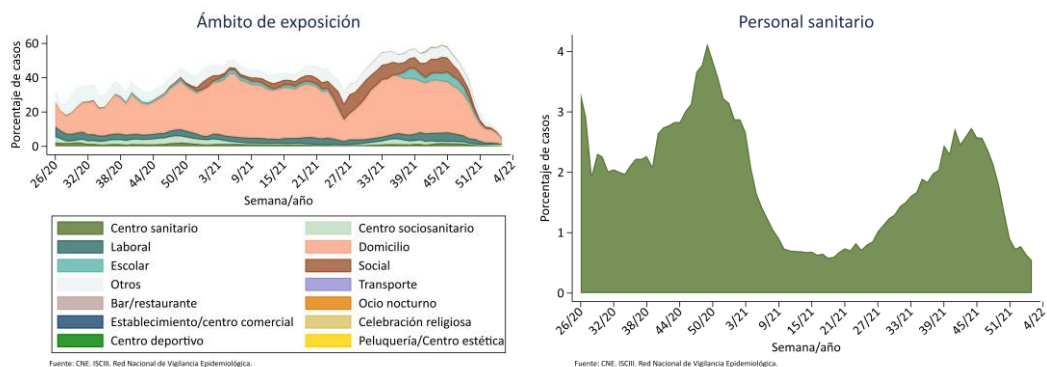 Ámbito de exposición
Porcentaje de casos
60
40
20
0
26/20
32/20
38/20
44/20
50/20
3/21
9/21
15/21
21/21
27/21
33/21
39/21
45/21
51/21
4/22
Semana/año
Centro sanitario
Centro sociosanitario
Laboral
Domicilio
Escolar
Social
Otros
Transporte
Bar/restaurante
Ocio nocturno
Establecimiento/centro comercial
Celebración religiosa
Centro deportivo
Peluquería/Centro estética
Fuente: CNE. ISCIII. Red Nacional de Vigilancia Epidemiológica.
Personal sanitario
Porcentaje de casos
4
3
2
1
0
26/20
32/20
38/20
44/20
50/20
3/21
9/21
15/21
21/21
27/21
33/21
39/21
45/21
51/21
4/22
Semana/año
Fuente: CNE. ISCIII. Red Nacional de Vigilancia Epidemiológica.